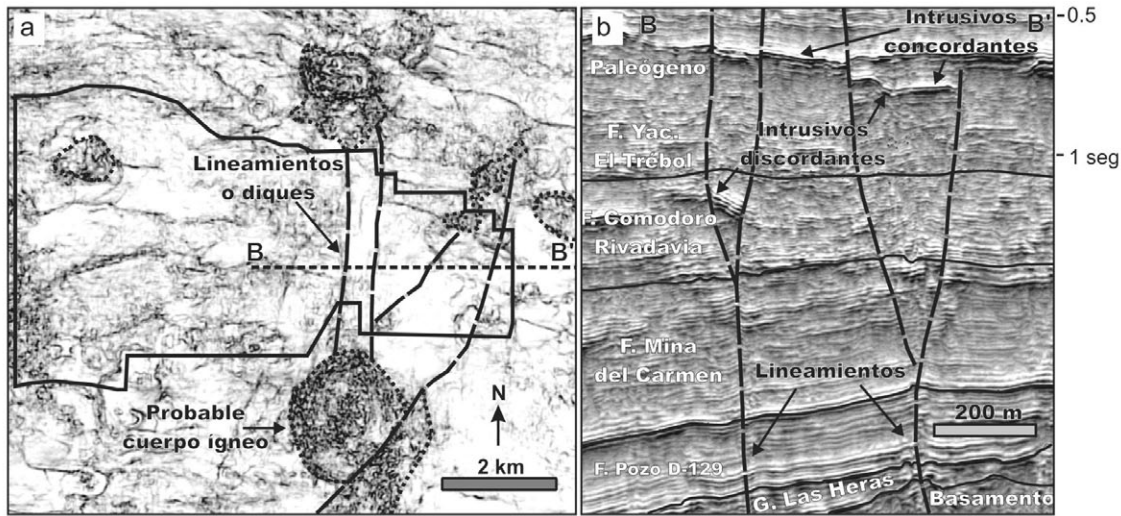 a
Lineamientos
o diques
B
B'
Probable
cuerpo ígneo
N
2 km
b
B
B'
Intrusivos
concordantes
-0.5
Paleógeno
F. Yac.
El Trébol
Intrusivos
discordantes
1 seg
F. Comodoro
Rivadavia
F. Mina
del Carmen
Lineamientos
200 m
F. Pozo D-129
G. Las Heras
Basamento